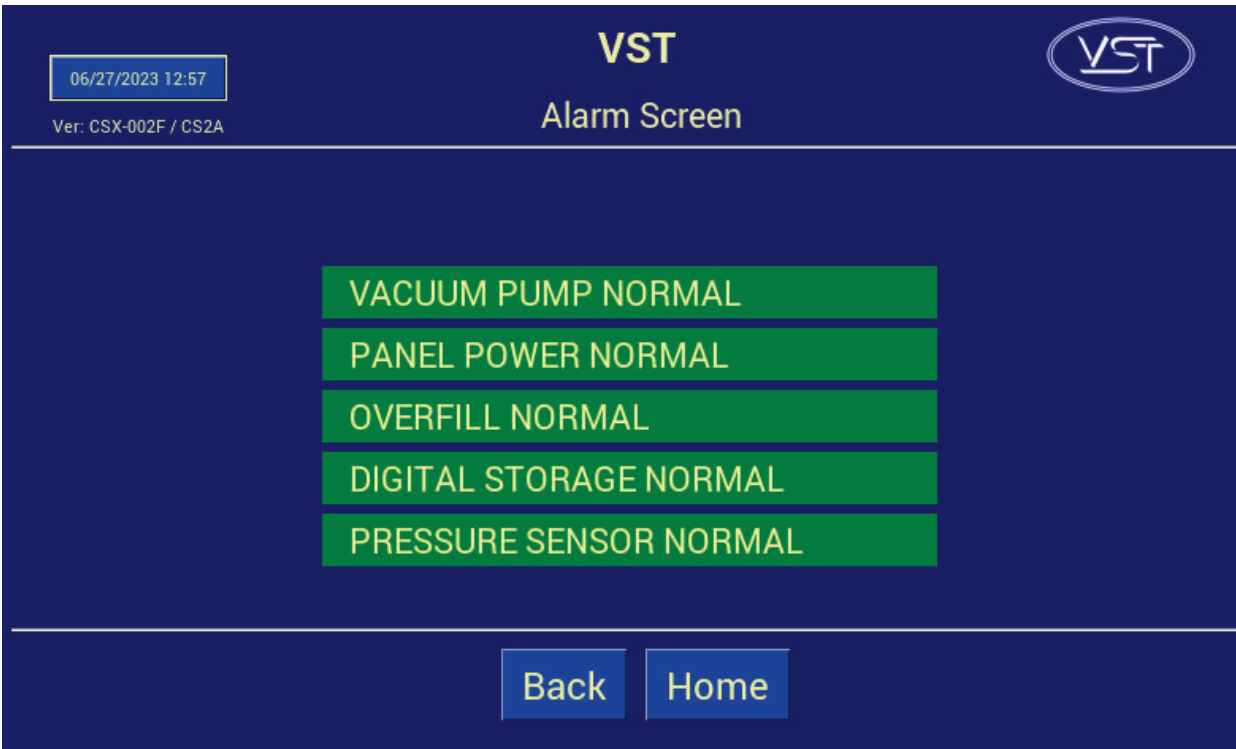 VST
VST
06/27/2023 12:57
Ver: CSX-002F / CS2A
Alarm Screen
VACUUM PUMP NORMAL
PANEL POWER NORMAL
OVERFILL NORMAL
DIGITAL STORAGE NORMAL
PRESSURE SENSOR NORMAL
Back
Home